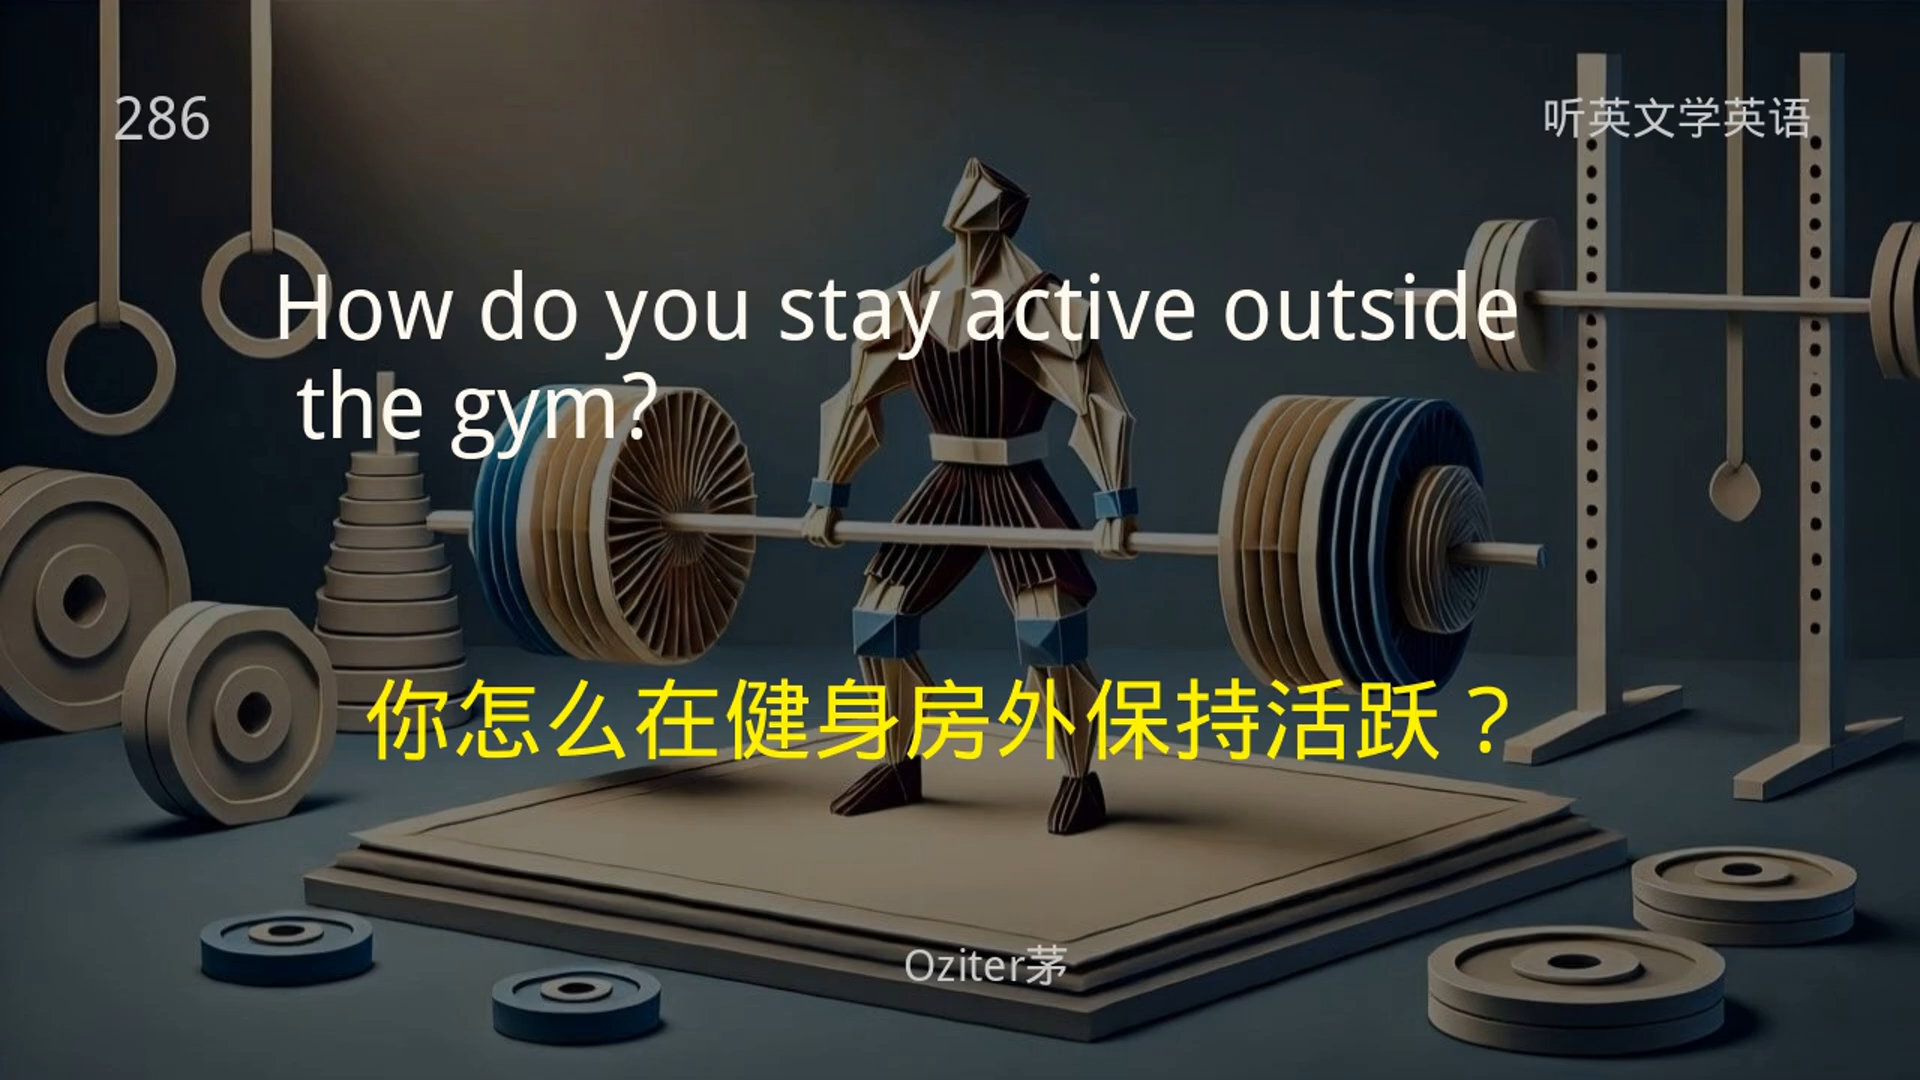 286
听英文学英语
How do you stay active outside
the gym?
你怎么在健身房外保持活跃？
Oziter茅